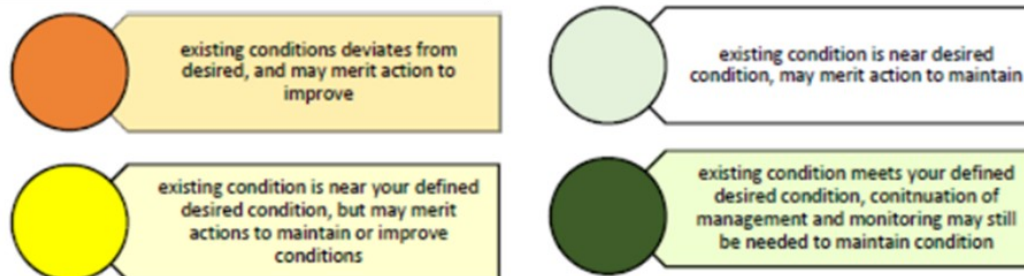 existing conditions deviates from
desired, and may merit action to
improve
existing condition is near desired
condition, may merit action to maintain
existing condition is near your defined
desired condition, but may merit
actions to maintain or improve
conditions
existing condition meets your defined
desired condition, conitnuation of
management and monitoring may still
be needed to maintain condition